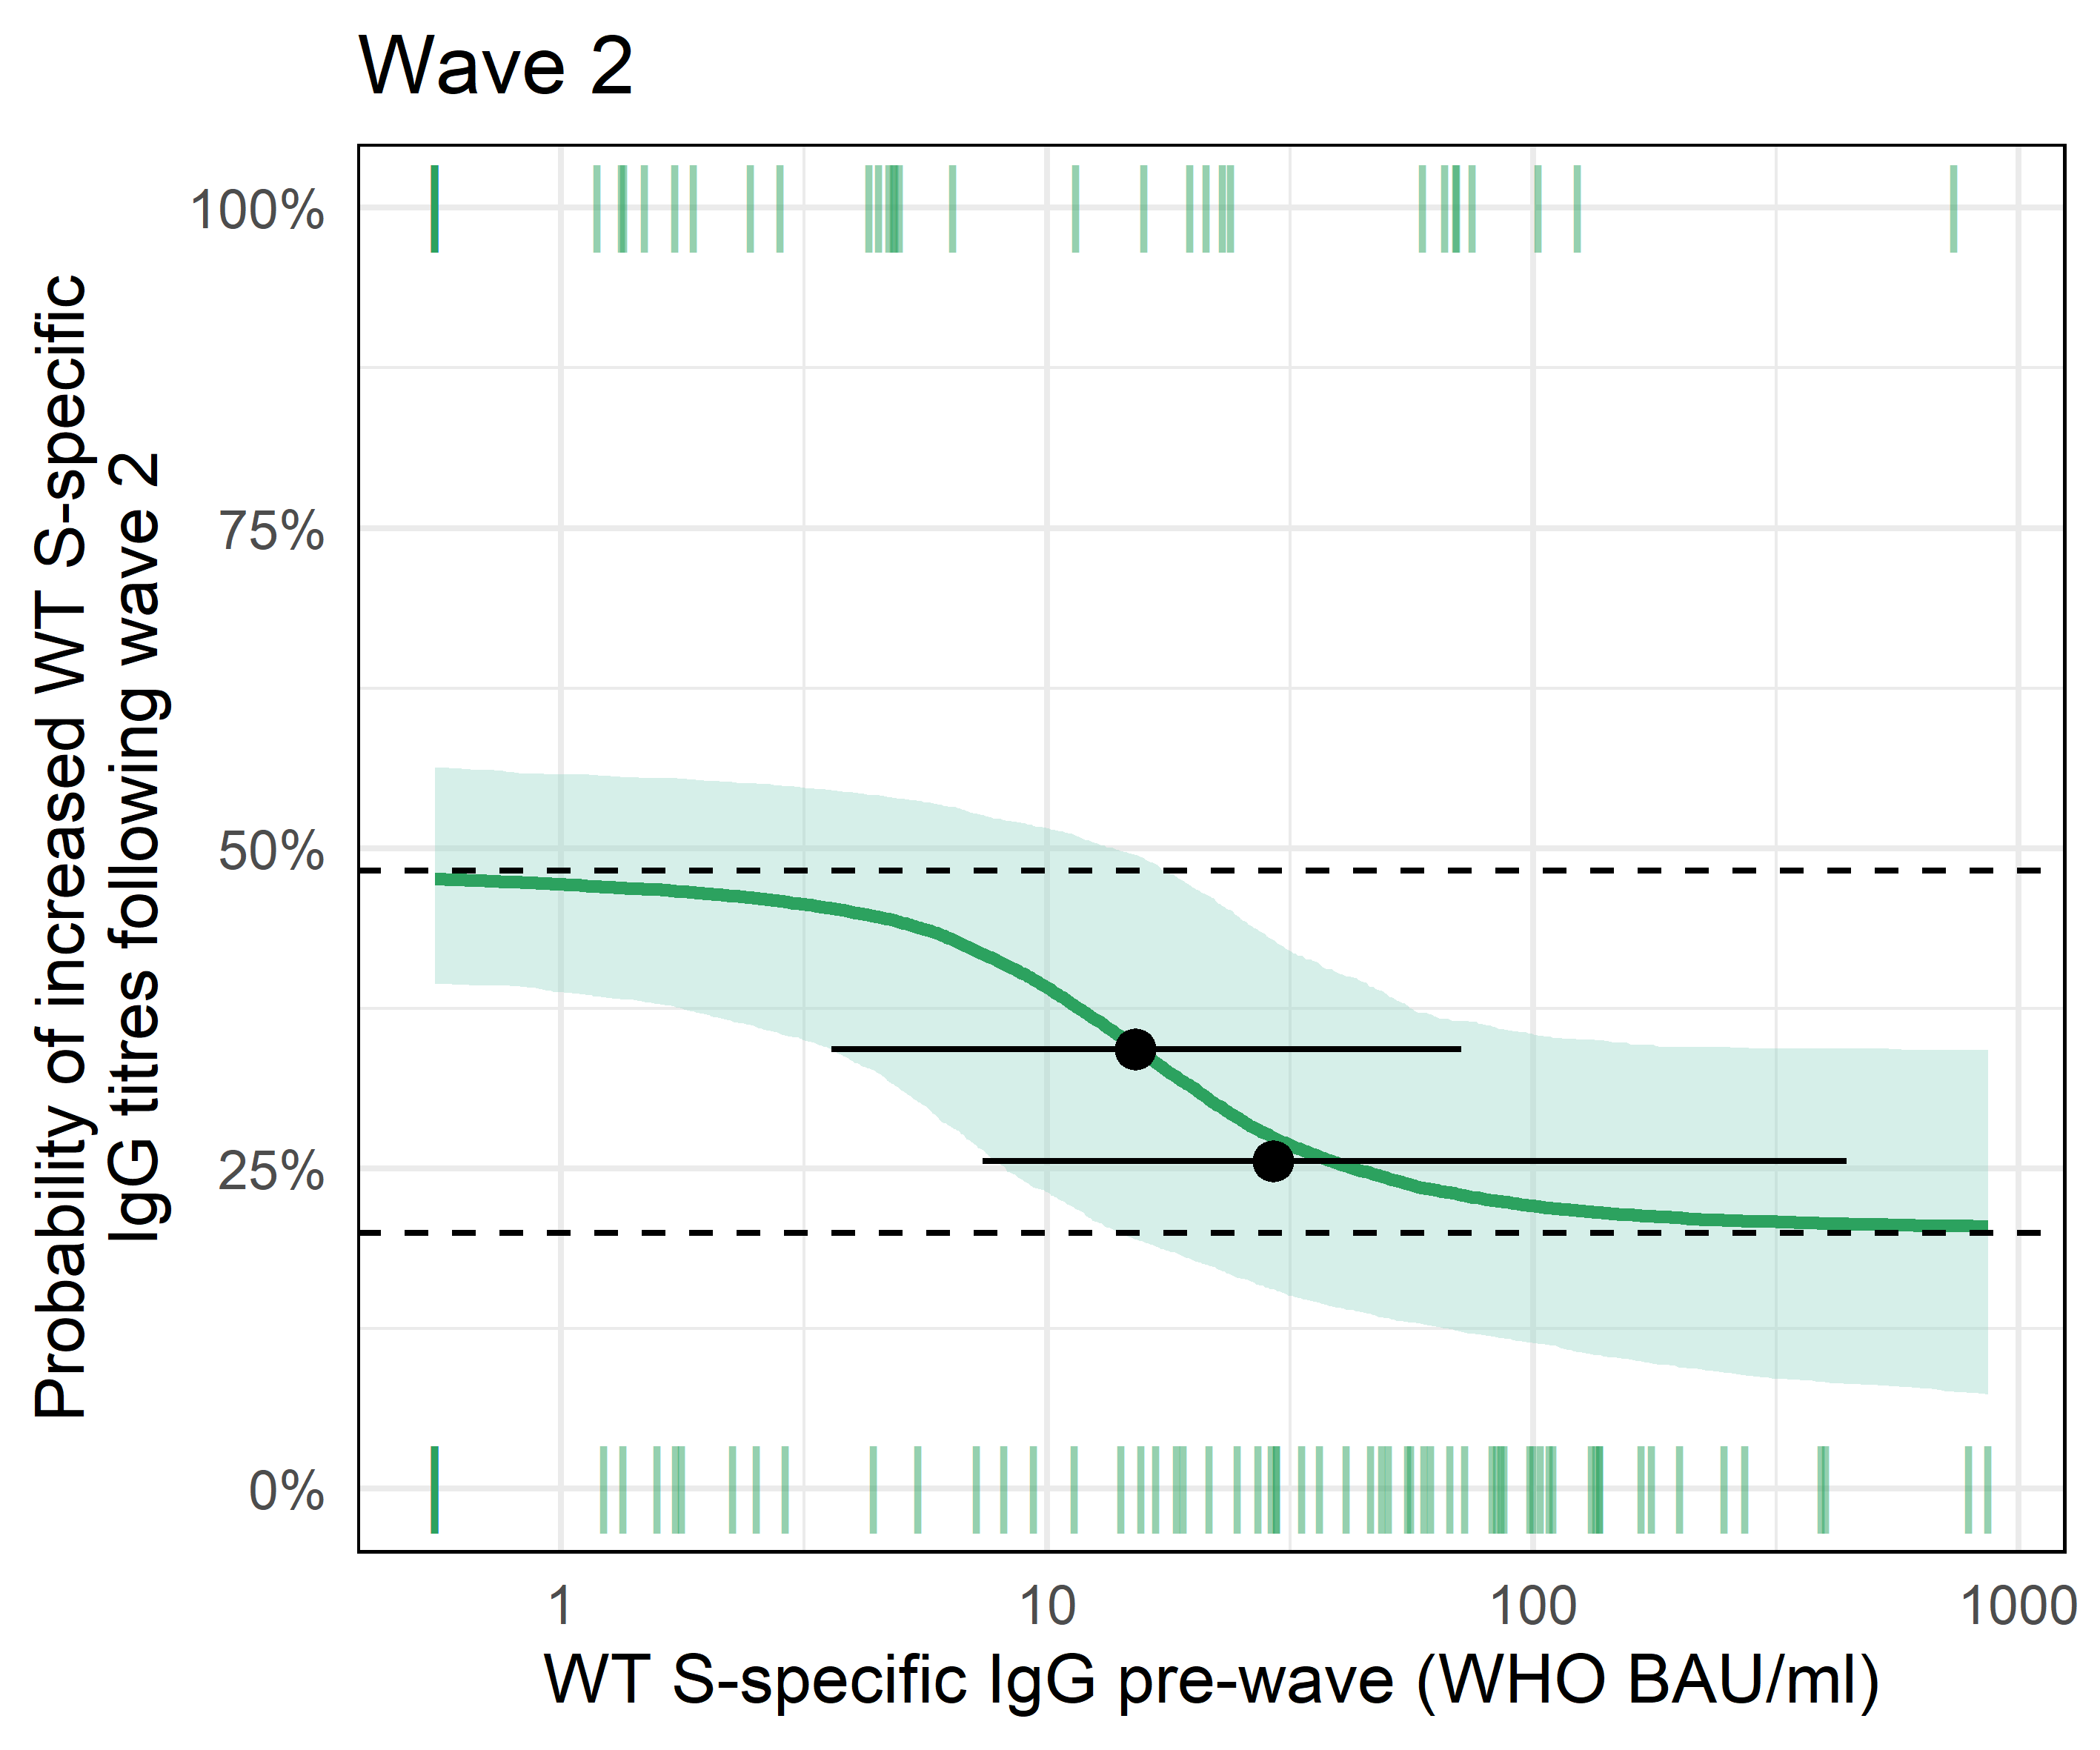 Wave 2
Probability of increased WT S-specific
IgG titres following wave 2
100%
75%
50%
25%
0%
1
10
100
1000
WT S-specific IgG pre-wave (WHO BAU/ml)